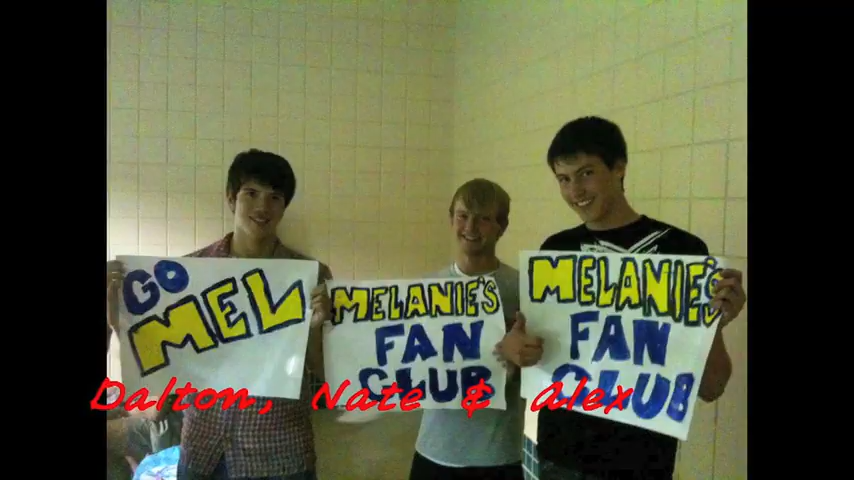 GO
MEL
MELANIE'S
FAN
CLUB
MELANIE'S
FAN
CLUB
Dalton, Nate & Alex